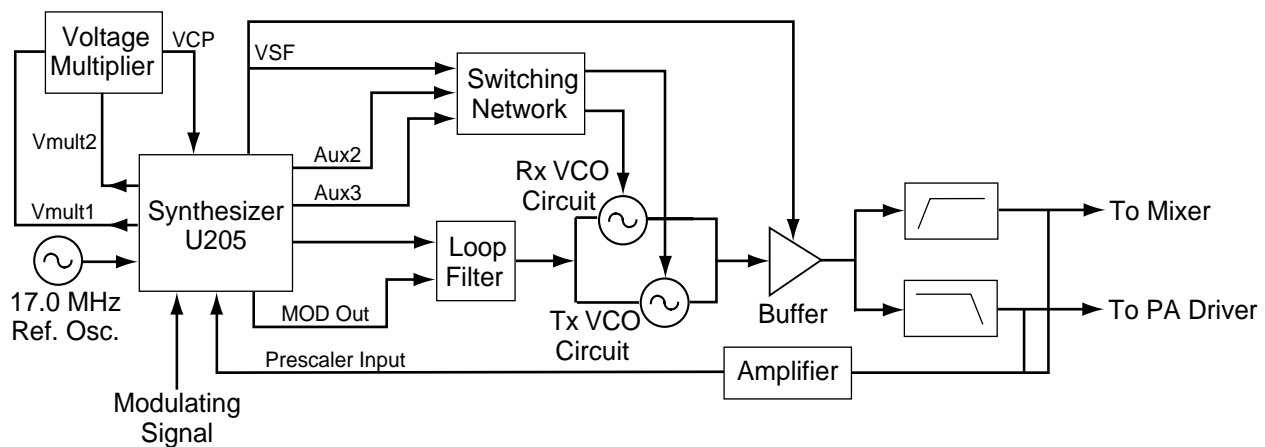 Voltage
Multiplier
VCP
VSF
Switching
Network
Vmult2
Aux2
Rx VCO
Circuit
Aux3
Vmult1
Synthesizer
U205
To Mixer
Loop
Filter
17.0 MHz
Ref. Osc.
MOD Out
Tx VCO
Circuit
Buffer
To PA Driver
Prescaler Input
Amplifier
Modulating
Signal